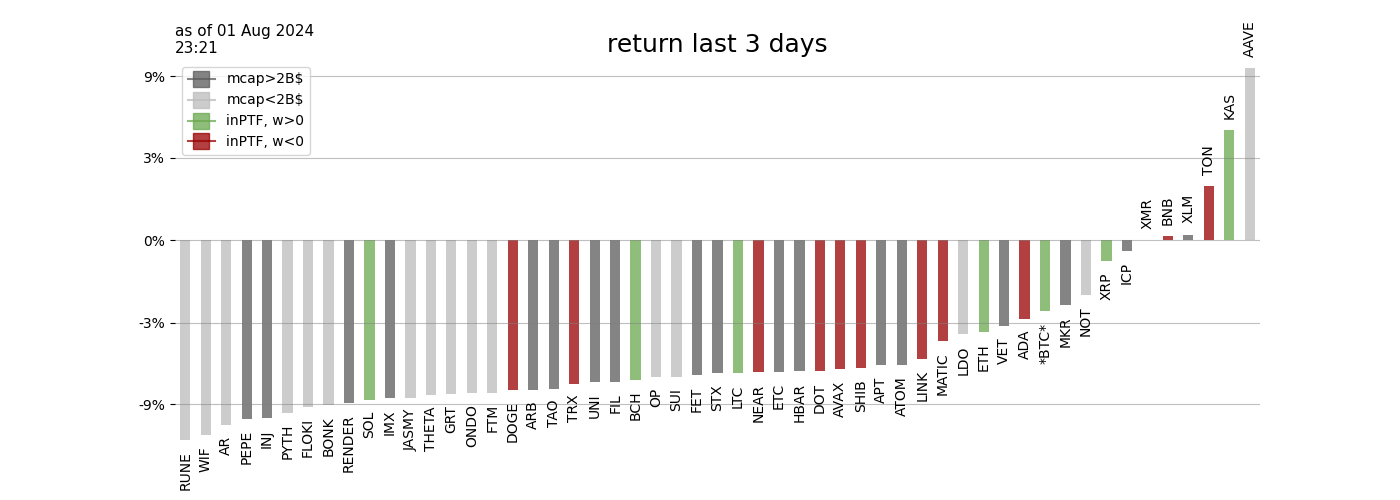 as of 01 Aug 2024
23:21
return last 3 days
mcap>2B$
mcap<2B$
inPTF, w>0
inPTF, w<0
9%
3%
0%
-3%
-9%
RUNE
WIF
AR
PEPE
INJ
PYTH
FLOKI
BONK
RENDER
SOL
IMX
JASMY
THETA
GRT
ONDO
FTM
DOGE
ARB
TAO
TRX
UNI
FIL
BCH
OP
SUI
FET
STX
LTC
NEAR
ETC
HBAR
DOT
AVAX
SHIB
APT
ATOM
LINK
MATIC
LDO
ETH
VET
ADA
*BTC*
MKR
NOT
XRP
ICP
XMR
BNB
XLM
TON
KAS
AAVE